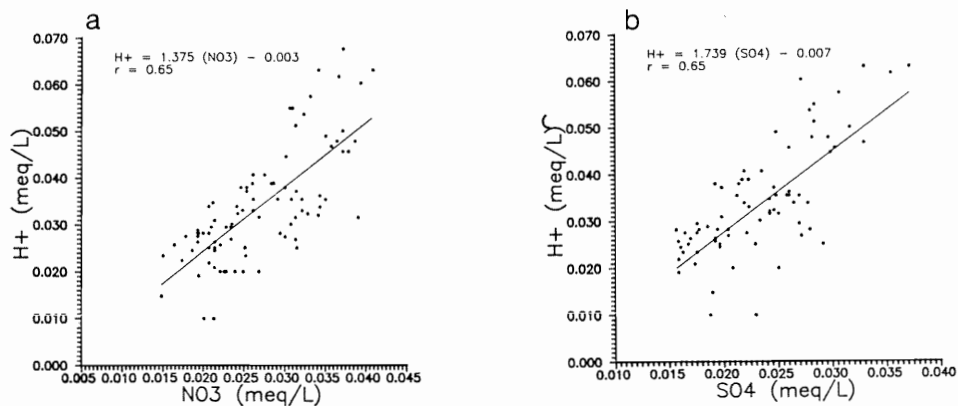 a
H+ = 1.375 (NO3) - 0.003
r = 0.65
0.070
0.060
0.050
0.040
0.030
0.020
0.010
0.000
H+ (meq/L)
0.005 0.010 0.015 0.020 0.025 0.030 0.035 0.040 0.045
NO3 (meq/L)
b
H+ = 1.739 (SO4) - 0.007
r = 0.65
0.070
0.060
0.050
0.040
0.030
0.020
0.010
0.000
H+ (meq/L)
0.010 0.015 0.020 0.025 0.030 0.035 0.040
SO4 (meq/L)